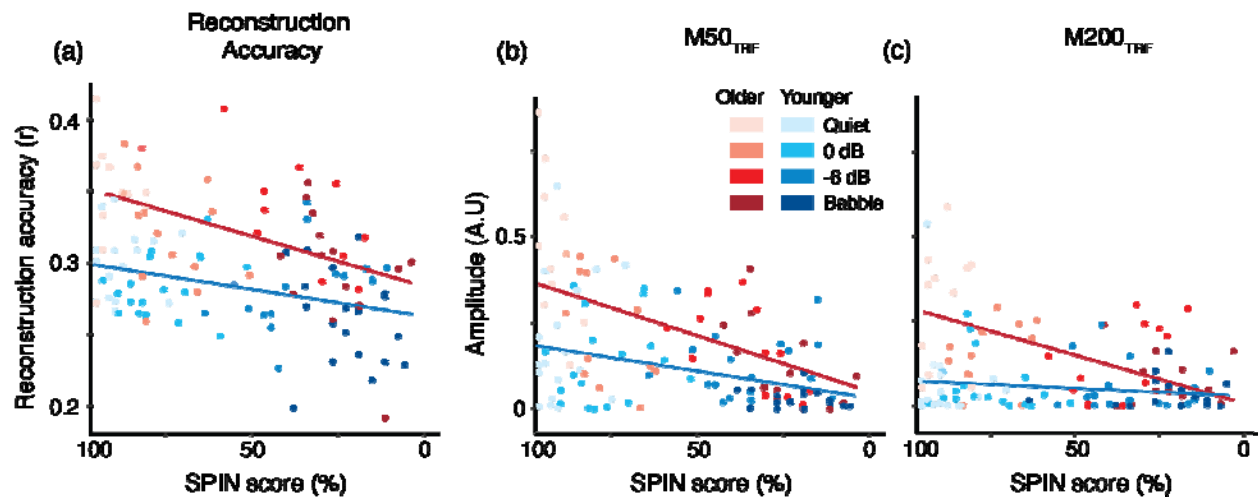 Reconstruction
Accuracy
(a)
(b)
M50TRF
(c)
M200TRF
Older Younger
Quiet
0 dB
-6 dB
Babble
Reconstruction accuracy (r)
0.4
0.3
0.2
100 50 0
SPIN score (%)
Amplitude (A.U)
0.5
0
100 50 0
SPIN score (%)
100 50 0
SPIN score (%)